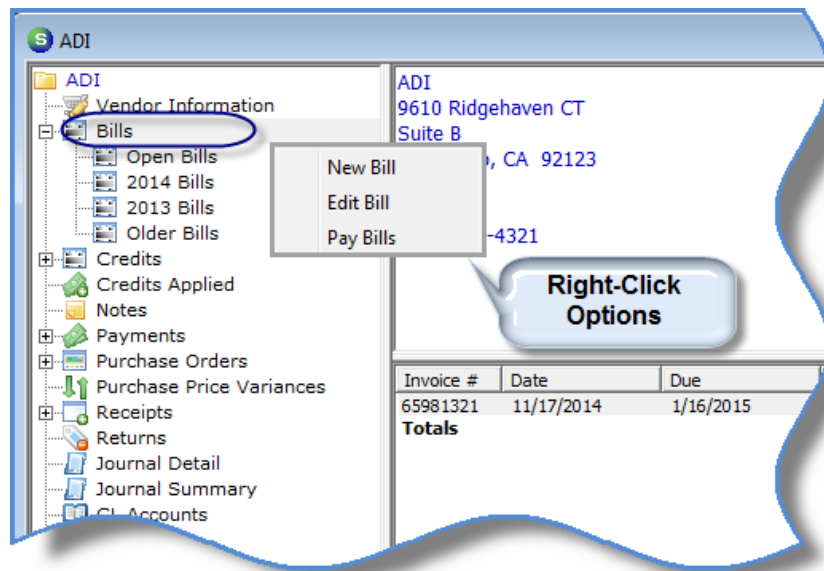 S ADI
ADI
Vendor Information
Bills
Open Bills
2014 Bills
2013 Bills
Older Bills
Credits
Credits Applied
Notes
Payments
Purchase Orders
Purchase Price Variances
Receipts
Returns
Journal Detail
Journal Summary
GL Accounts
ADI
9610 Ridgehaven CT
Suite B
, CA 92123
-4321
New Bill
Edit Bill
Pay Bills
Right-Click
Options
Invoice # Date Due
65981321 11/17/2014 1/16/2015
Totals